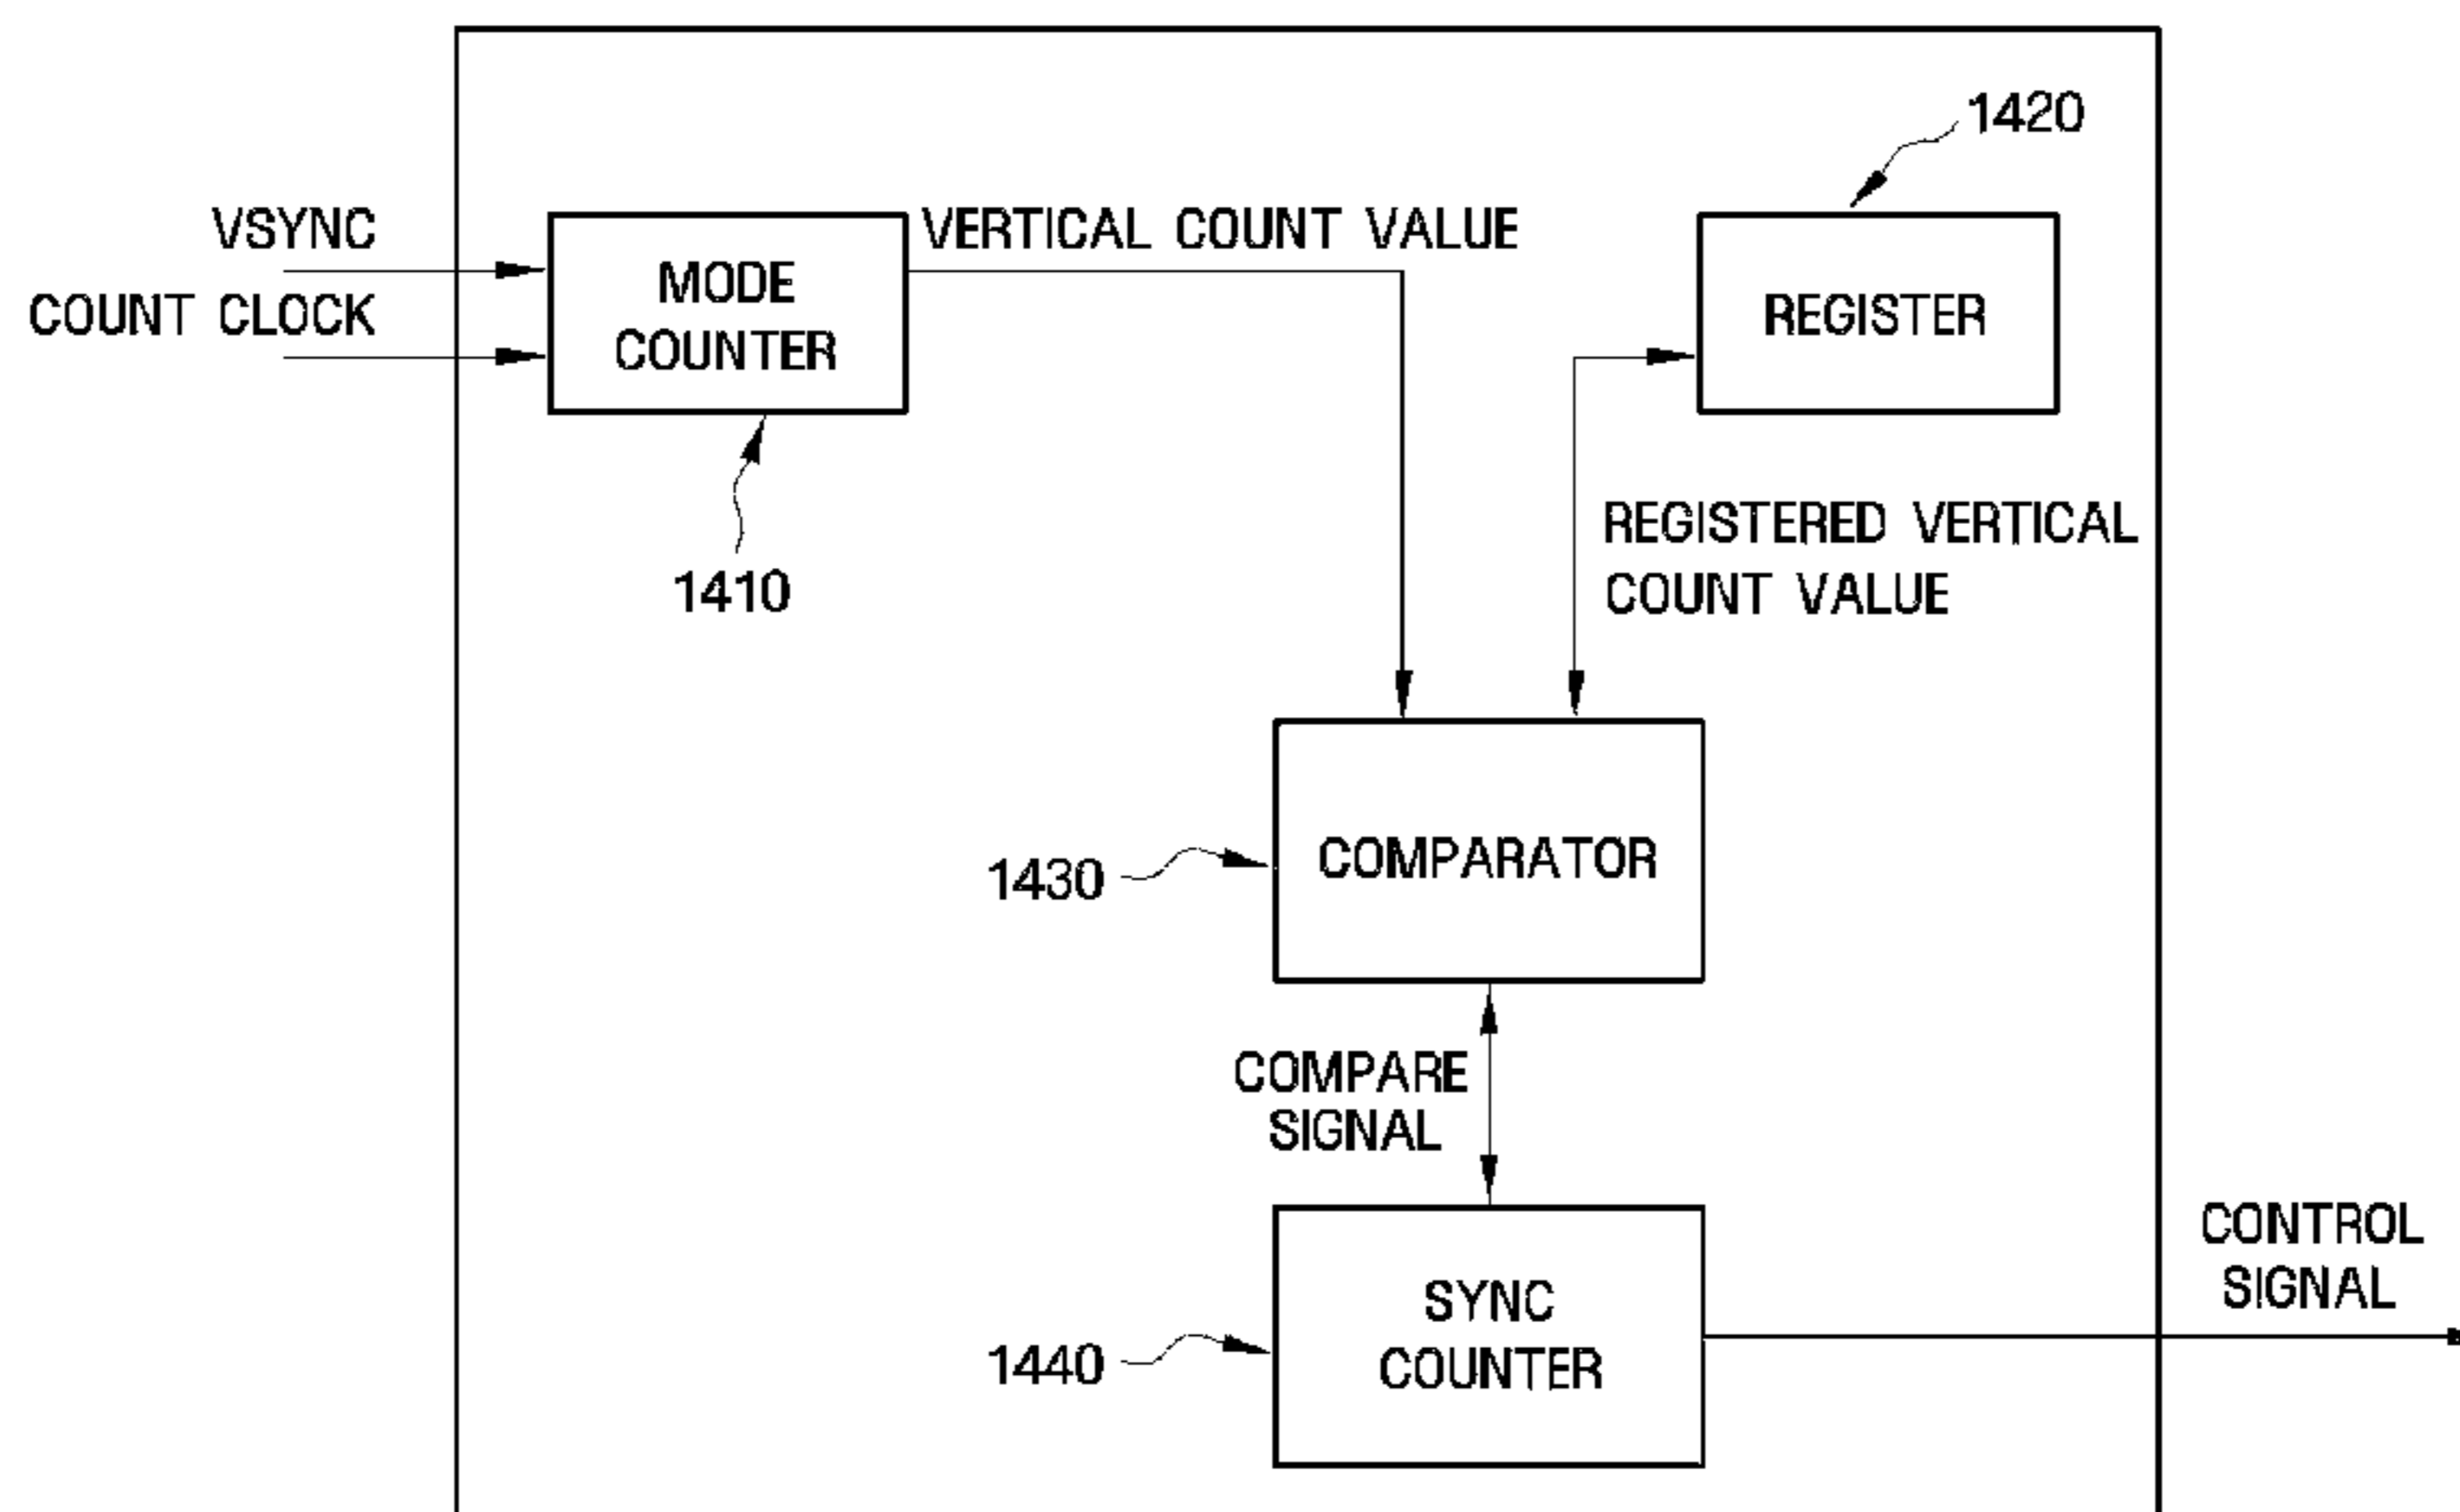 1420
VSYNC
VERTICAL COUNT VALUE
MODE
COUNTER
COUNT CLOCK
REGISTER
REGISTERED VERTICAL
COUNT VALUE
1410
COMPARATOR
1430
COMPARE
SIGNAL
CONTROL
SIGNAL
SYNC
COUNTER
1440